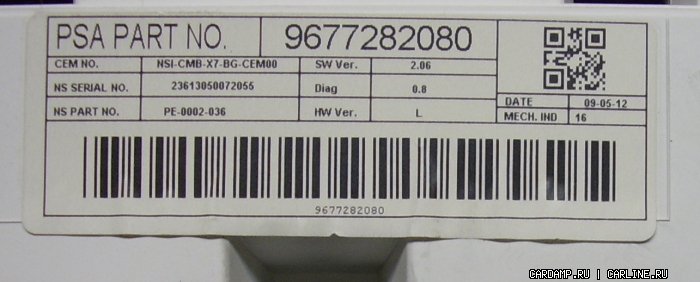 PSA PART NO. 9677282080
CEM NO. NSI-CMB-X7-BG-CEM00 SW Ver. 2.06
NS SERIAL NO. 23613050072055 Diag 0.8
DATE 09-05-12
NS PART NO. PE-0002-036 HW Ver. L
MECH. IND 16
9677282080
CARDAMP.RU | CARLINE.RU